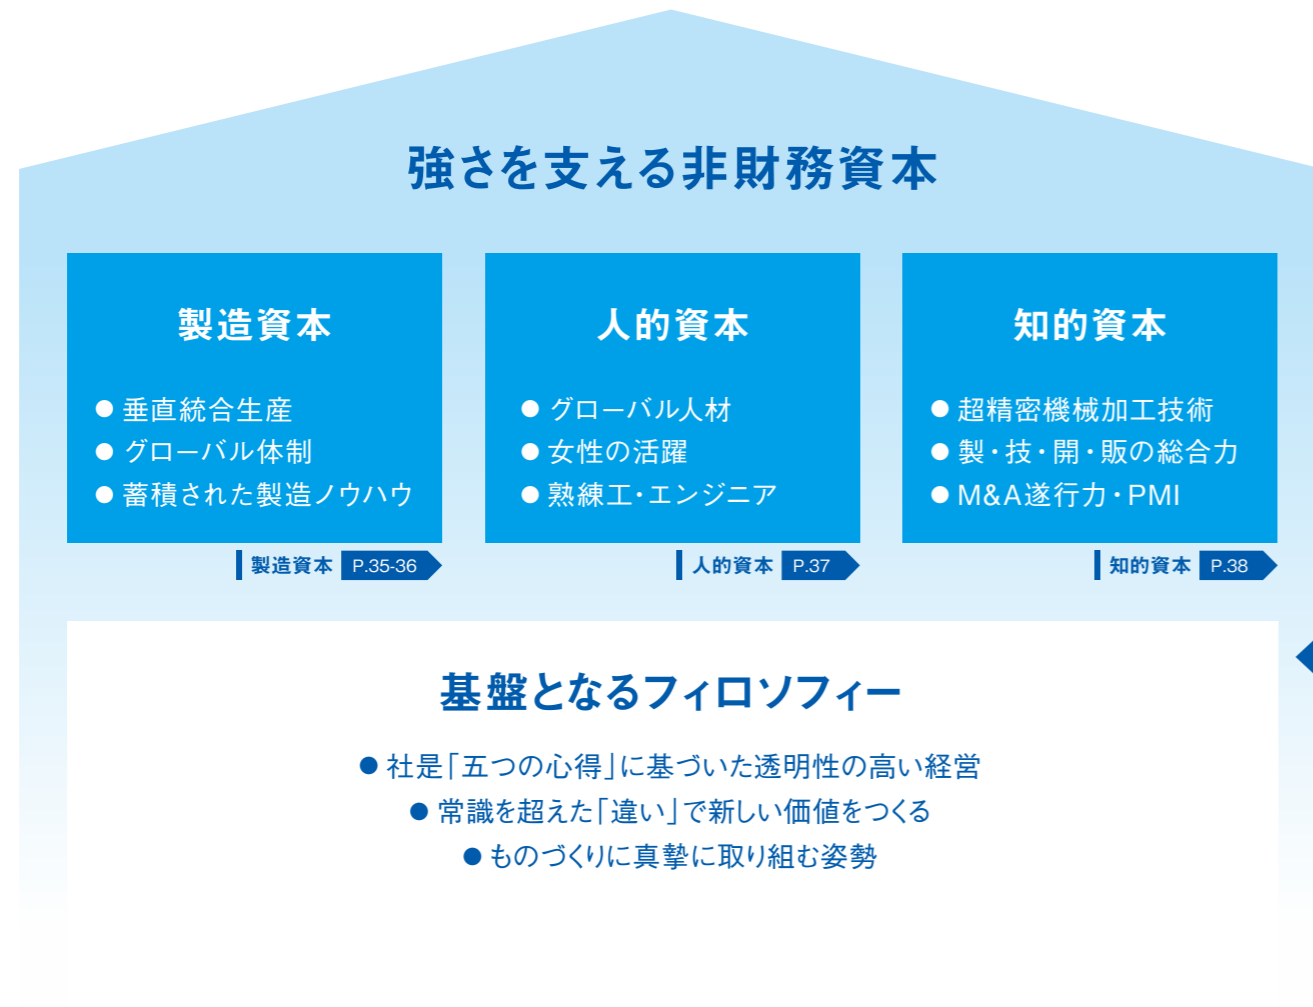 強さを支える非財務資本
製造資本
● 垂直統合生産
● グローバル体制
● 蓄積された製造ノウハウ
製造資本 P.35-36
人的資本
● グローバル人材
● 女性の活躍
● 熟練工・エンジニア
人的資本 P.37
知的資本
● 超精密機械加工技術
● 製・技・開・販の総合力
● M&A遂行力・PMI
知的資本 P.38
基盤となるフィロソフィー
● 社是「五つの心得」に基づいた透明性の高い経営
● 常識を超えた「違い」で新しい価値をつくる
● ものづくりに真摯に取り組む姿勢